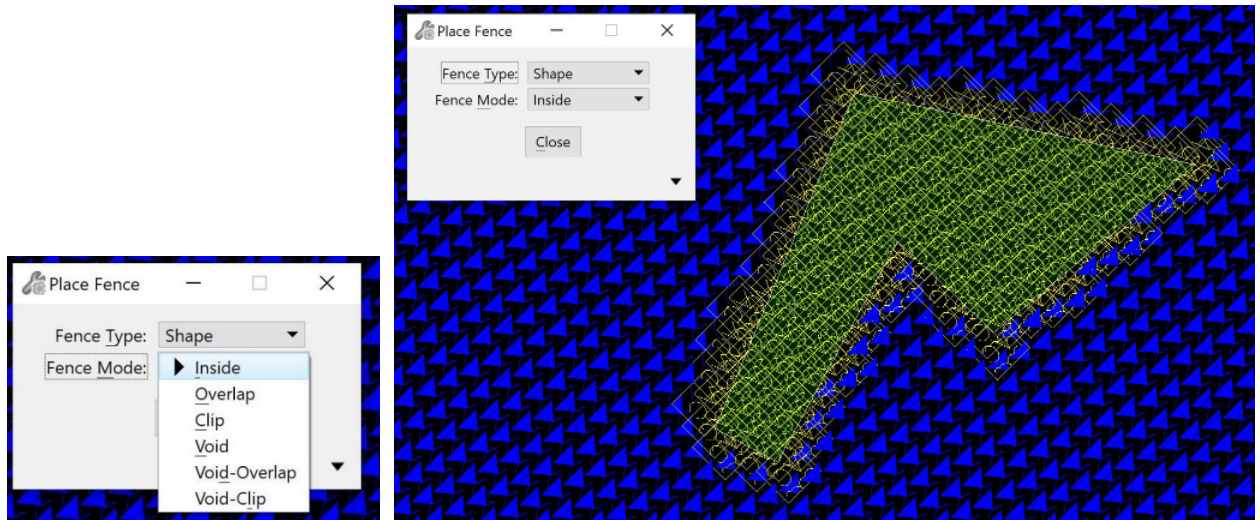 Place Fence
Fence Type: Shape
Fence Mode: Inside
Overlap
Clip
Void
Void-Overlap
Void-Clip
Place Fence
Fence Type: Shape
Fence Mode: Inside
Close